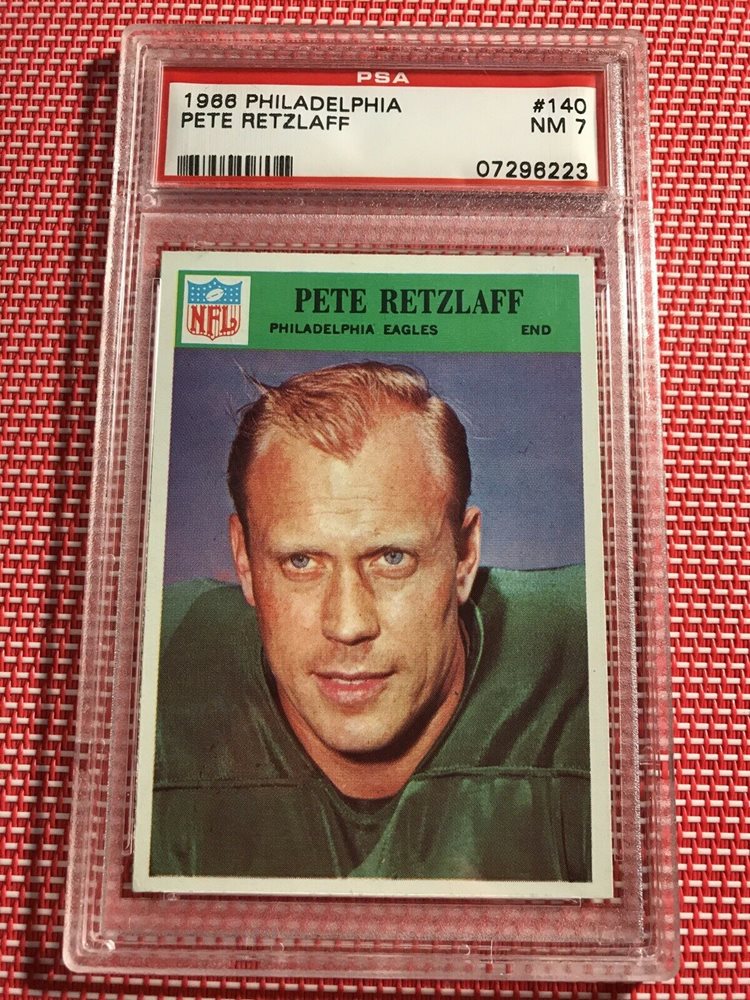 PSA
1966 PHILADELPHIA #140
PETE RETZLAFF NM 7
07296223
NFL
PETE RETZLAFF
PHILADELPHIA EAGLES END